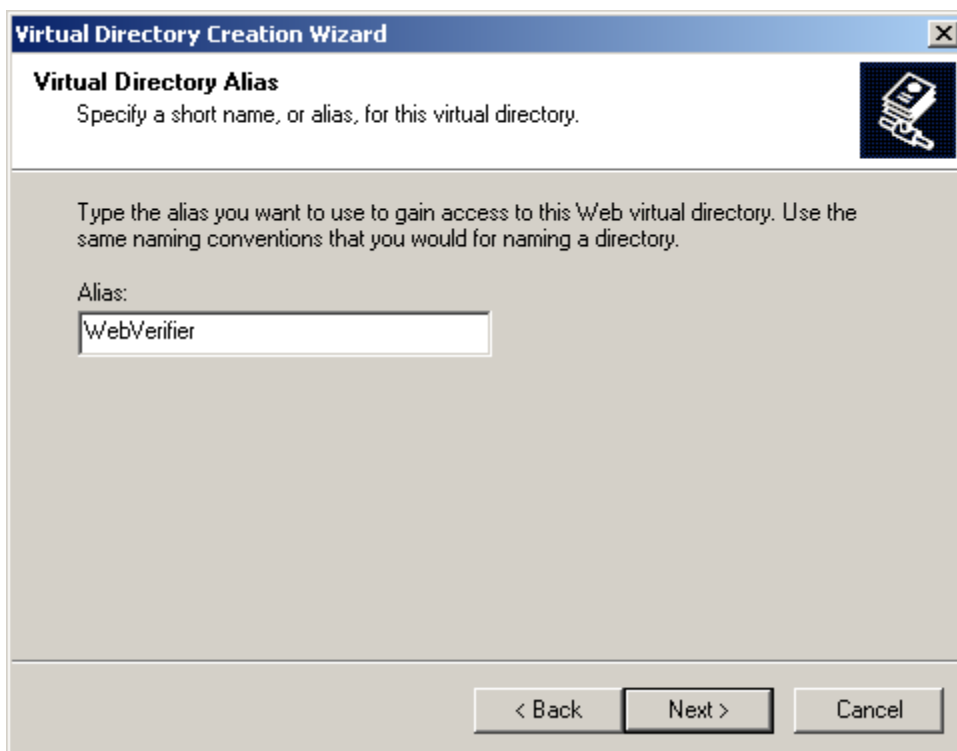 Virtual Directory Creation Wizard
Virtual Directory Alias
Specify a short name, or alias, for this virtual directory.
Type the alias you want to use to gain access to this Web virtual directory. Use the
same naming conventions that you would for naming a directory.
Alias:
WebVerifier
< Back
Next >
Cancel